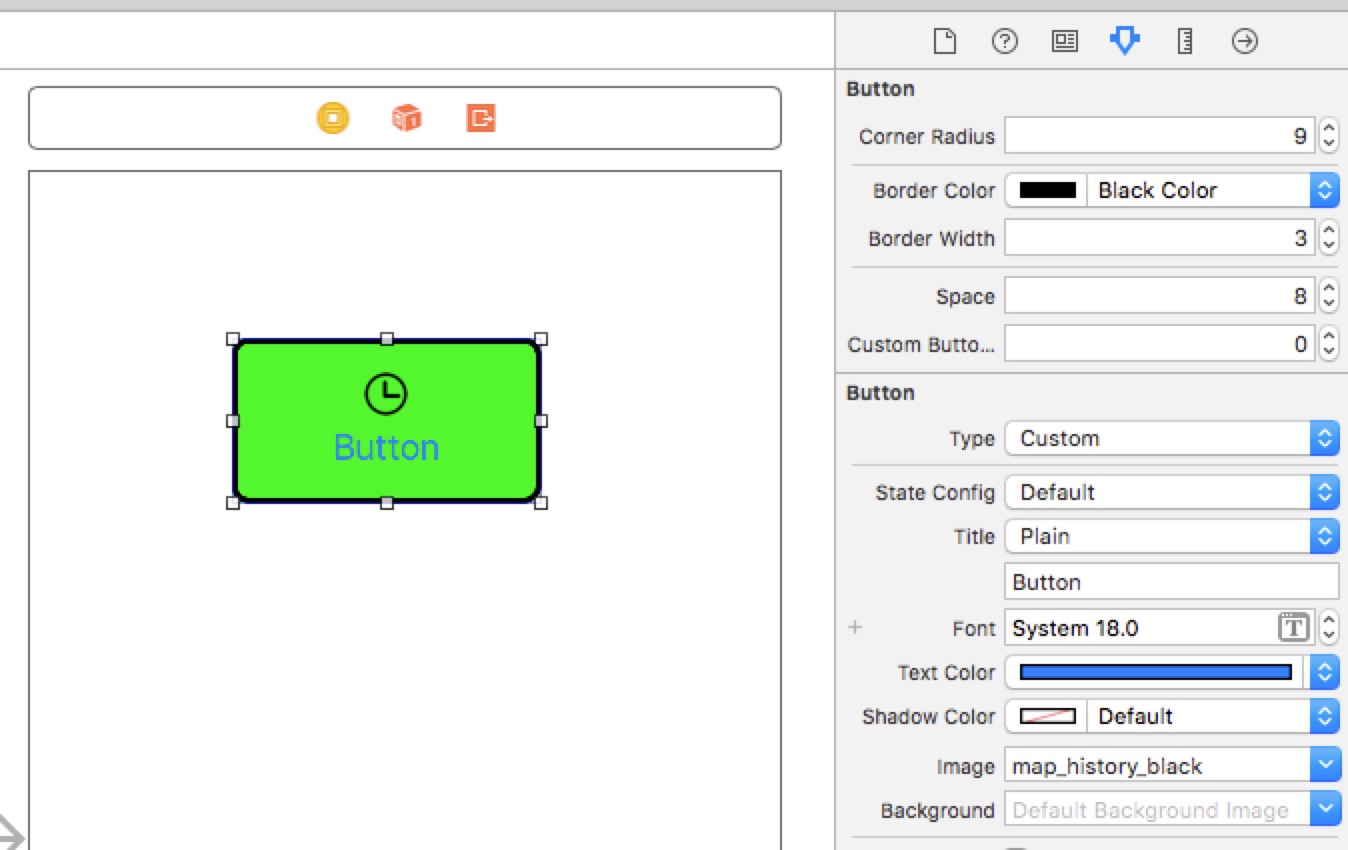 Button
Corner Radius 9
Border Color Black Color
Border Width 3
Space 8
Custom Butto... 0
Button
Button
Type Custom
State Config Default
Title Plain
Button
Font System 18.0 T
Text Color
Shadow Color Default
Image map_history_black
Background Default Background Image